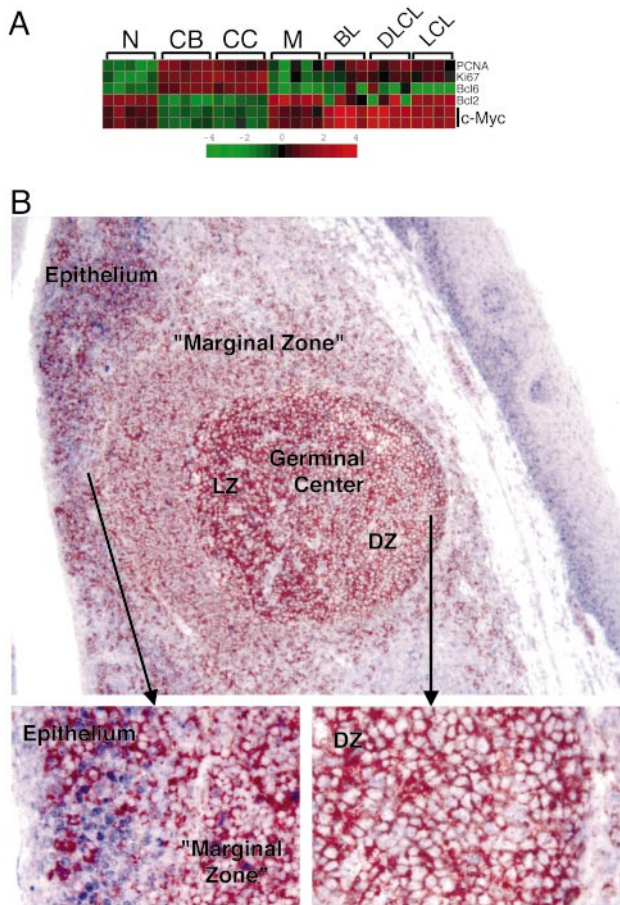 A
N CB CC M BL DLCL LCL
PCNA
Ki67
Bcl6
Bcl2
c-Myc
-4 -2 0 2 4
B
Epithelium
"Marginal Zone"
Germinal
Center
LZ
DZ
Epithelium
"Marginal
Zone"
DZ